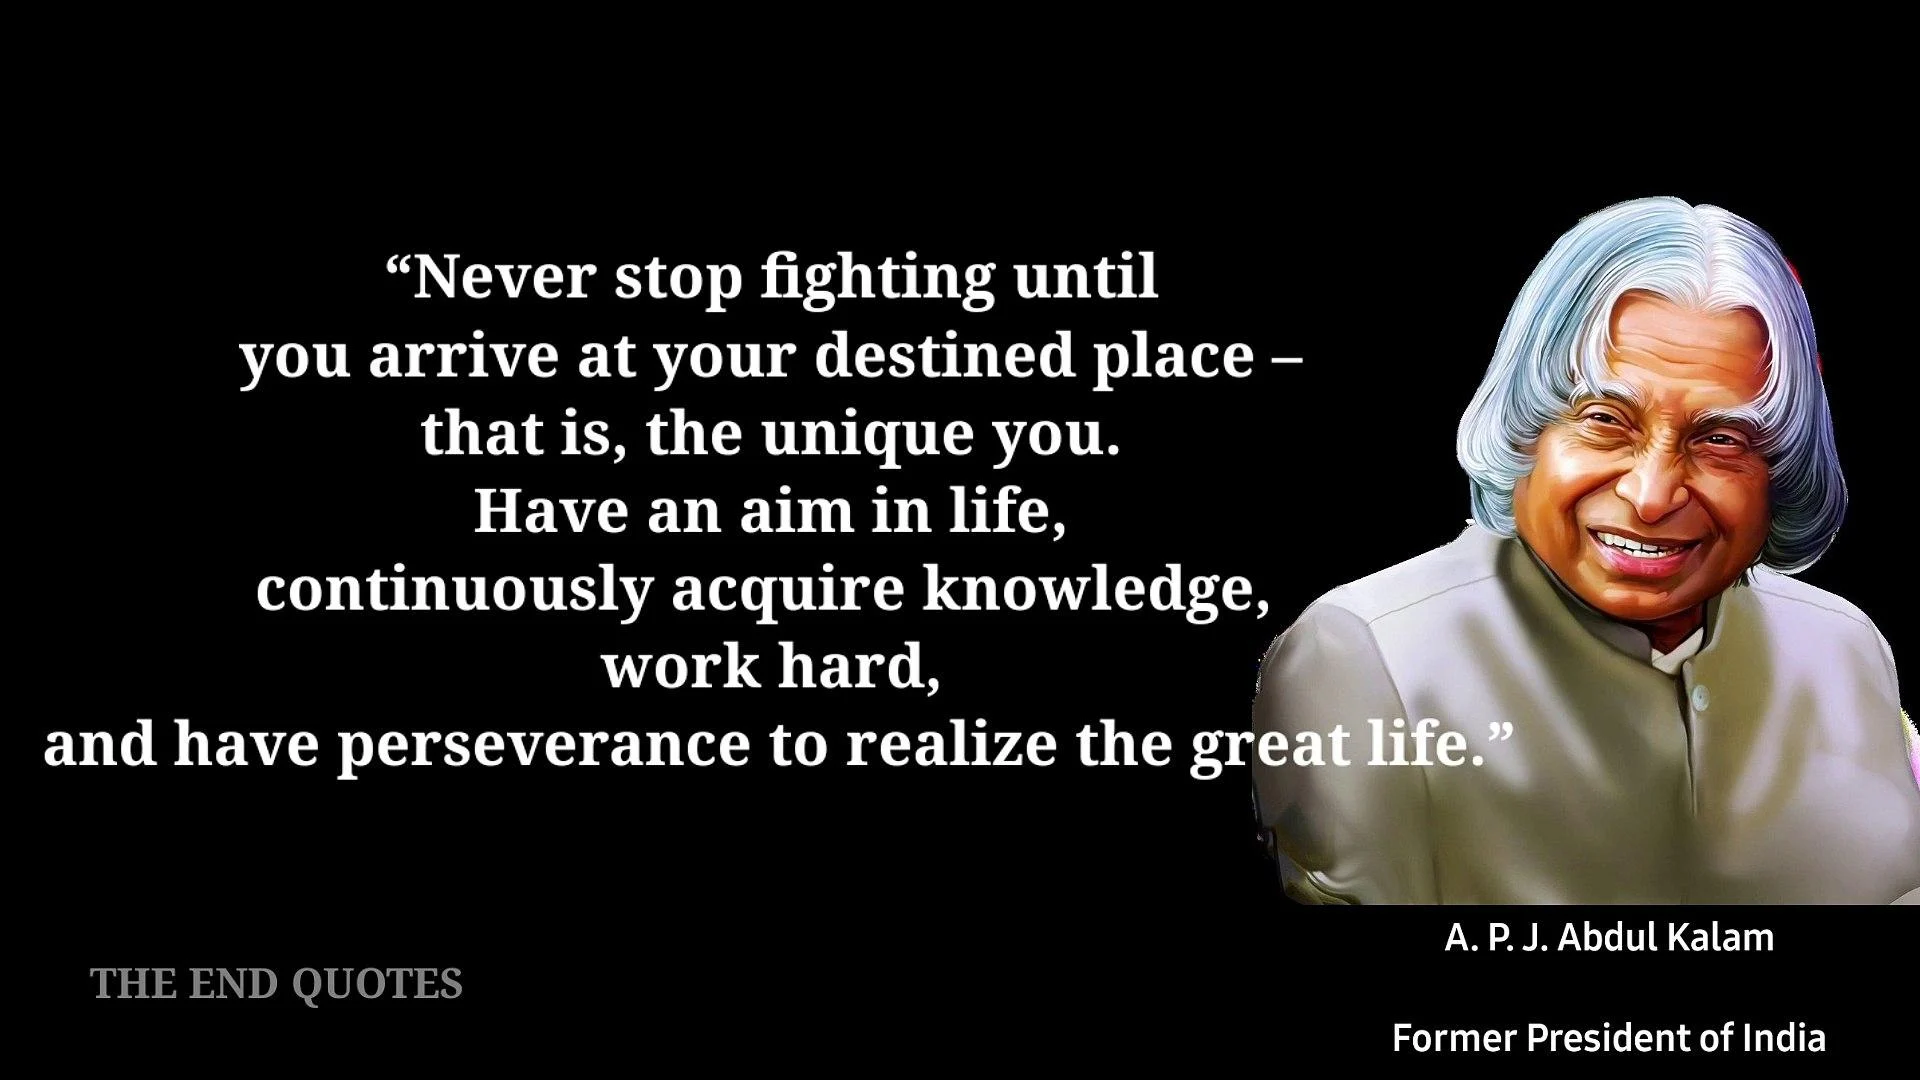 “Never stop fighting until
you arrive at your destined place –
that is, the unique you.
Have an aim in life,
continuously acquire knowledge,
work hard,
and have perseverance to realize the great life.”
A. P. J. Abdul Kalam
THE END QUOTES
Former President of India